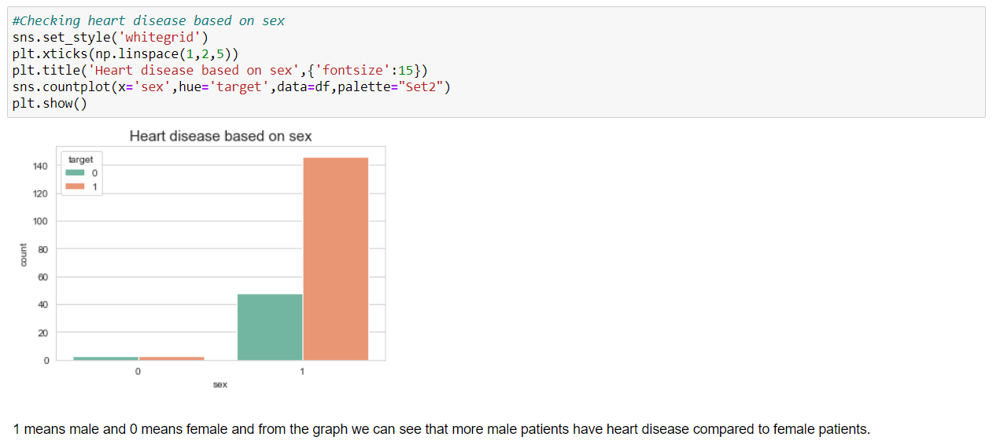 #Checking heart disease based on sex
sns.set_style('whitegrid')
plt.xticks(np.linspace(1,2,5))
plt.title('Heart disease based on sex',{'fontsize':15})
sns.countplot(x='sex',hue='target',data=df,palette="Set2")
plt.show()
Heart disease based on sex
target
0
1
140
120
100
80
60
40
20
0
count
0 1
sex
1 means male and 0 means female and from the graph we can see that more male patients have heart disease compared to female patients.